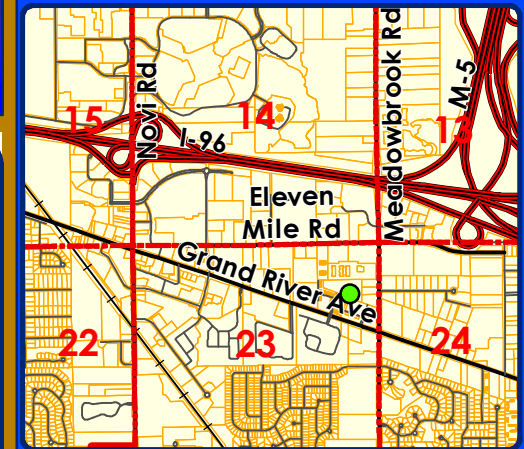 Novi Rd
Meadowbrook Rd
M-5
15
14
13
I-96
Eleven
Mile Rd
Grand River Ave
22
23
24